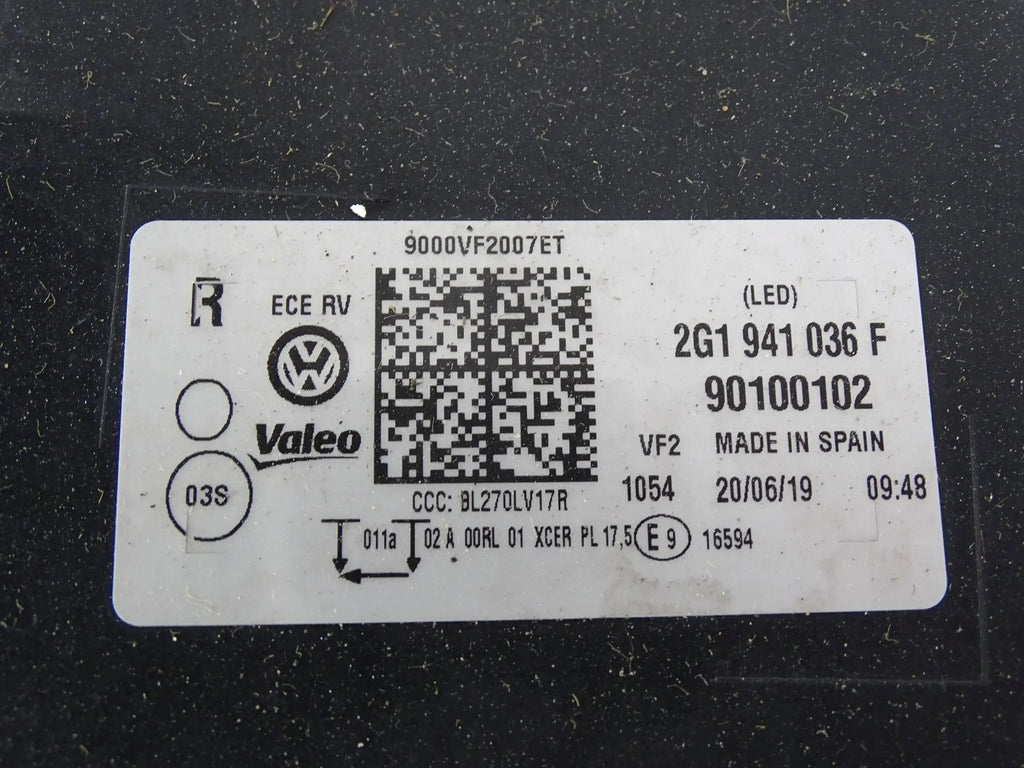 9000VF2007ET
R
ECE RV
VW
Valeo
03S
CCC: BL270LV17R
(LED)
2G1 941 036 F
90100102
VF2 MADE IN SPAIN
1054 20/06/19 09:48
011a 02 A 00RL 01 XCER PL 17,5 E 9 16594